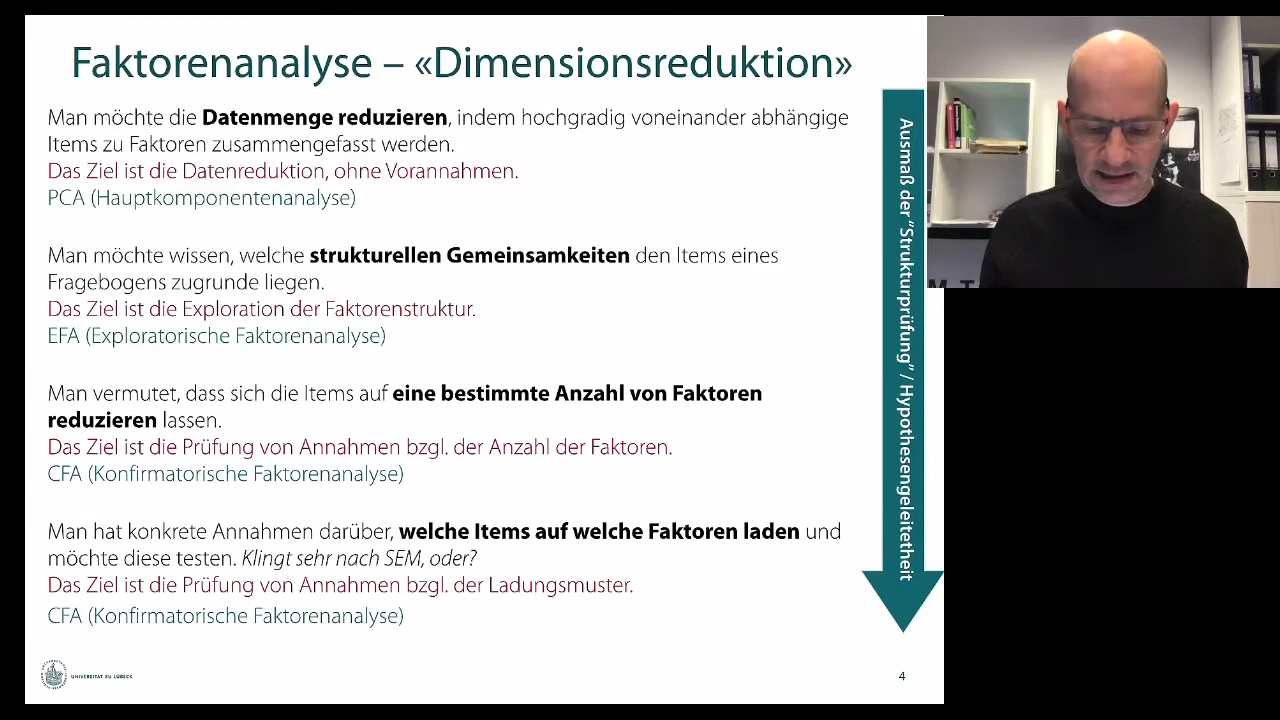 Faktorenanalyse – «Dimensionsreduktion»
Man möchte die Datenmenge reduzieren, indem hochgradig voneinander abhängige
Items zu Faktoren zusammengefasst werden.
Das Ziel ist die Datenreduktion, ohne Vorannahmen.
PCA (Hauptkomponentenanalyse)
Man möchte wissen, welche strukturellen Gemeinsamkeiten den Items eines
Fragebogens zugrunde liegen.
Das Ziel ist die Exploration der Faktorenstruktur.
EFA (Exploratorische Faktorenanalyse)
Man vermutet, dass sich die Items auf eine bestimmte Anzahl von Faktoren
reduzieren lassen.
Das Ziel ist die Prüfung von Annahmen bzgl. der Anzahl der Faktoren.
CFA (Konfirmatorische Faktorenanalyse)
Man hat konkrete Annahmen darüber, welche Items auf welche Faktoren laden und
möchte diese testen. Klingt sehr nach SEM, oder?
Das Ziel ist die Prüfung von Annahmen bzgl. der Ladungsmuster.
CFA (Konfirmatorische Faktorenanalyse)
Ausmaß der "Strukturprüfung" / Hypothesengeleitetheit
UNIVERSITÄT ZU LÜBECK
4